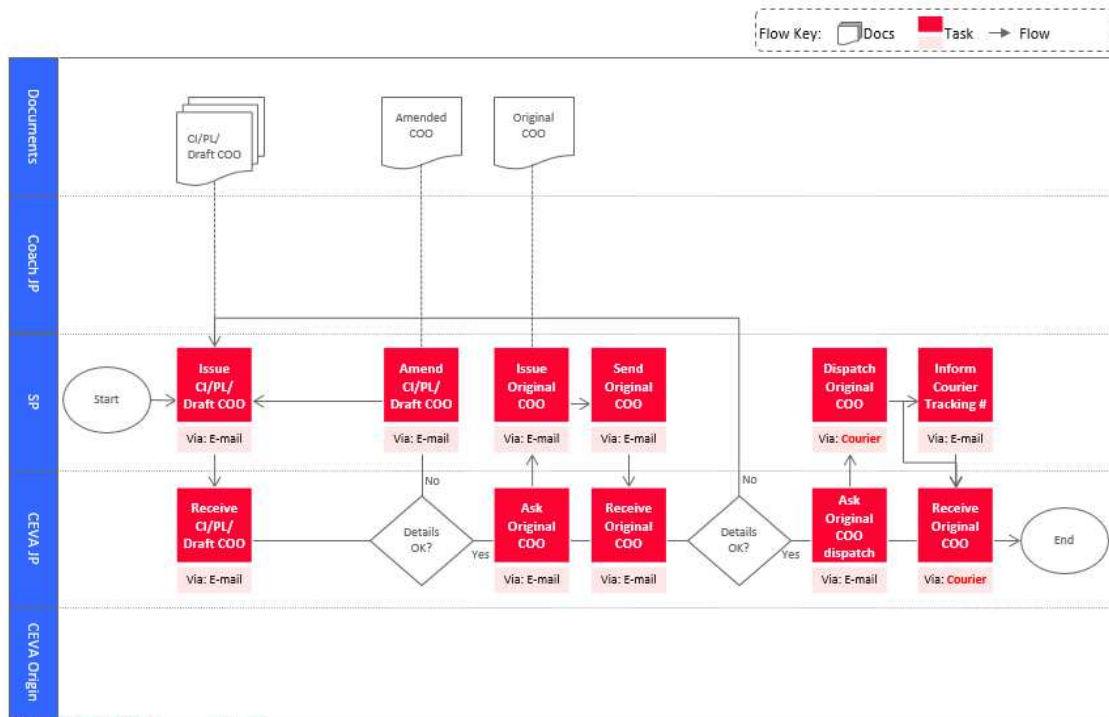 Flow Key:
Docs
Task
Flow
Documents
CI/PL/
Draft COO
Amended
COO
Original
COO
Coach JP
SP
Start
Issue
CI/PL/
Draft COO
Via: E-mail
Amend
CI/PL/
Draft COO
Via: E-mail
Issue
Original
COO
Via: E-mail
Send
Original
COO
Via: E-mail
Dispatch
Original
COO
Via: Courier
Inform
Courier
Tracking #
Via: E-mail
CEVA JP
Receive
CI/PL/
Draft COO
Via: E-mail
No
Details
OK?
Yes
Ask
Original
COO
Via: E-mail
Receive
Original
COO
Via: E-mail
No
Details
OK?
Yes
Ask
Original
COO
dispatch
Via: E-mail
Receive
Original
COO
Via: Courier
End
CEVA Origin